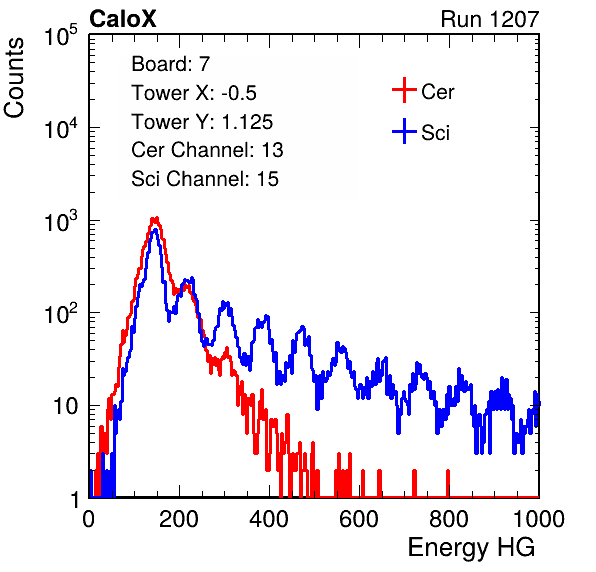 CaloX Run 1207
Counts
10^5
10^4
10^3
10^2
10
1
Board: 7
Tower X: -0.5
Tower Y: 1.125
Cer Channel: 13
Sci Channel: 15
Cer
Sci
0 200 400 600 800 1000
Energy HG